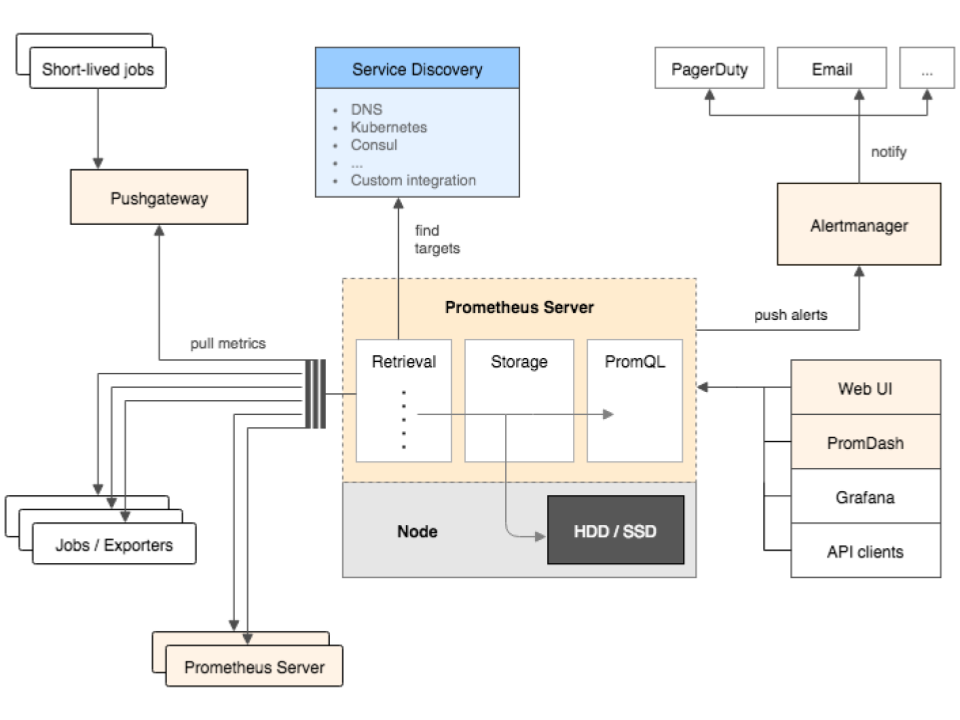 Short-lived jobs
Service Discovery
• DNS
• Kubernetes
• Consul
• ...
• Custom integration
PagerDuty
Email
...
notify
Pushgateway
Alertmanager
find
targets
push alerts
Prometheus Server
pull metrics
Retrieval
Storage
PromQL
Web UI
PromDash
Grafana
API clients
Node
HDD / SSD
Jobs / Exporters
Prometheus Server